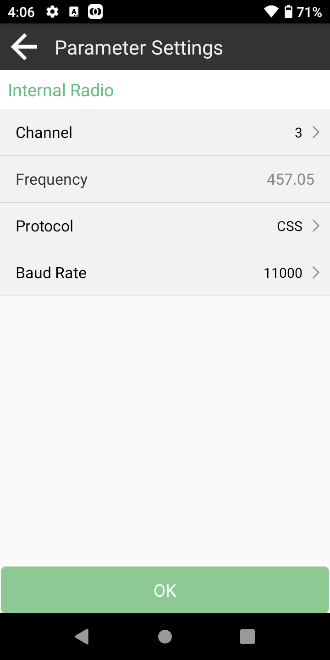 4:06
71%
Parameter Settings
Internal Radio
Channel 3
Frequency 457.05
Protocol CSS
Baud Rate 11000
OK